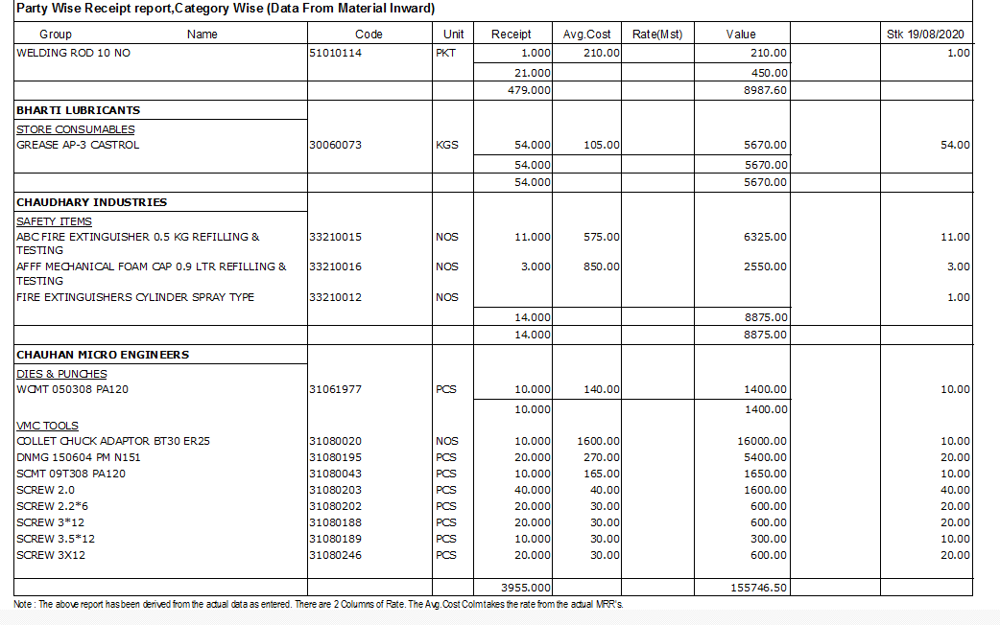 Party Wise Receipt report,Category Wise (Data From Material Inward)
Group Name Code Unit Receipt Avg.Cost Rate(Mst) Value Stk 19/08/2020
WELDING ROD 10 NO 51010114 PKT 1.000 210.00 210.00 1.00
21.000 450.00
479.000 8987.60
BHARTI LUBRICANTS
STORE CONSUMABLES
GREASE AP-3 CASTROL 30060073 KGS 54.000 105.00 5670.00 54.00
54.000 5670.00
54.000 5670.00
CHAUDHARY INDUSTRIES
SAFETY ITEMS
ABC FIRE EXTINGUISHER 0.5 KG REFILLING & 33210015 NOS 11.000 575.00 6325.00 11.00
TESTING
AFFF MECHANICAL FOAM CAP 0.9 LTR REFILLING & 33210016 NOS 3.000 850.00 2550.00 3.00
TESTING
FIRE EXTINGUISHERS CYLINDER SPRAY TYPE 33210012 NOS 1.00
14.000 8875.00
14.000 8875.00
CHAUHAN MICRO ENGINEERS
DIES & PUNCHES
WCMT 050308 PA120 31061977 PCS 10.000 140.00 1400.00 10.00
10.000 1400.00
VMC TOOLS
COLLET CHUCK ADAPTOR BT30 ER25 31080020 NOS 10.000 1600.00 16000.00 10.00
DNMG 150604 PM N151 31080195 PCS 20.000 270.00 5400.00 20.00
SCMT 09T308 PA120 31080043 PCS 10.000 165.00 1650.00 10.00
SCREW 2.0 31080203 PCS 40.000 40.00 1600.00 40.00
SCREW 2.2*6 31080202 PCS 20.000 30.00 600.00 20.00
SCREW 3*12 31080188 PCS 20.000 30.00 600.00 20.00
SCREW 3.5*12 31080189 PCS 10.000 30.00 300.00 10.00
SCREW 3X12 31080246 PCS 20.000 30.00 600.00 20.00
3955.000 155746.50
Note : The above report has been derived from the actual data as entered. There are 2 Columns of Rate. The Avg.Cost Colm takes the rate from the actual MRR's.